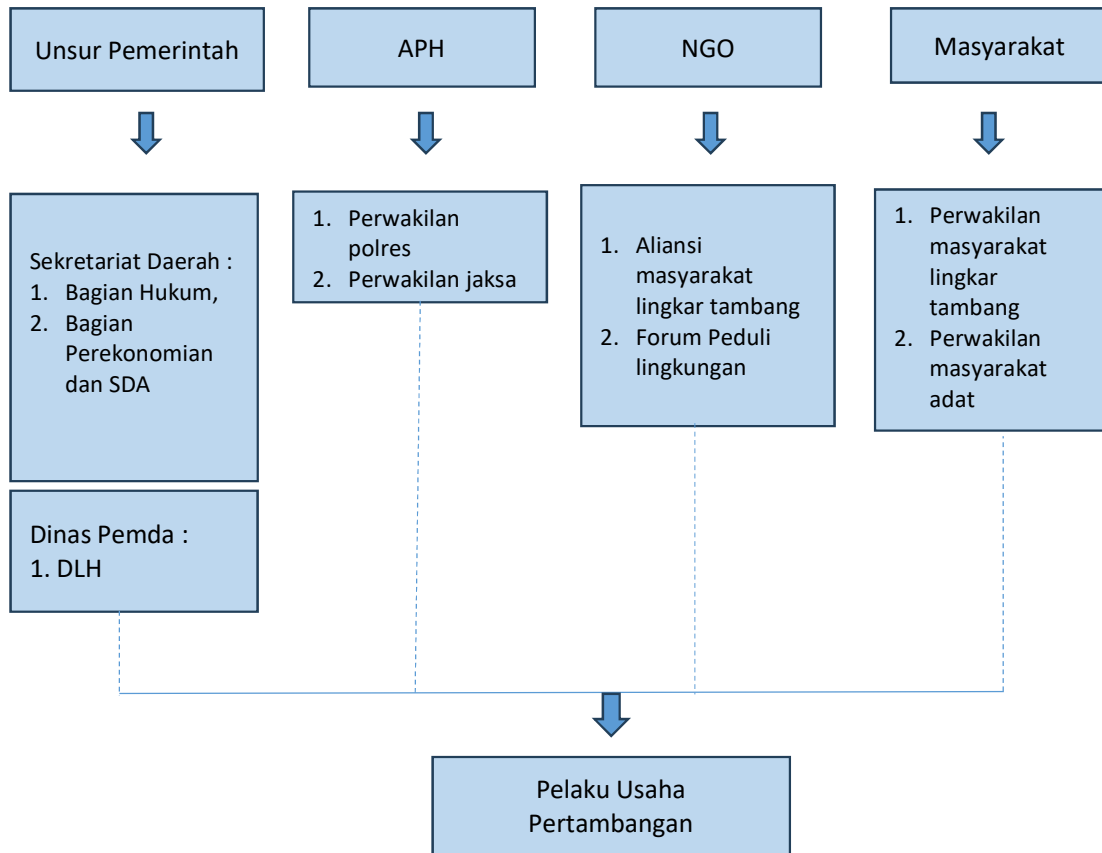 Unsur Pemerintah
APH
NGO
Masyarakat
Sekretariat Daerah :
1. Bagian Hukum,
2. Bagian
Perekonomian
dan SDA
Dinas Pemda :
1. DLH
1. Perwakilan
polres
2. Perwakilan jaksa
1. Aliansi
masyarakat
lingkar tambang
2. Forum Peduli
lingkungan
1. Perwakilan
masyarakat
lingkar
tambang
2. Perwakilan
masyarakat
adat
Pelaku Usaha
Pertambangan